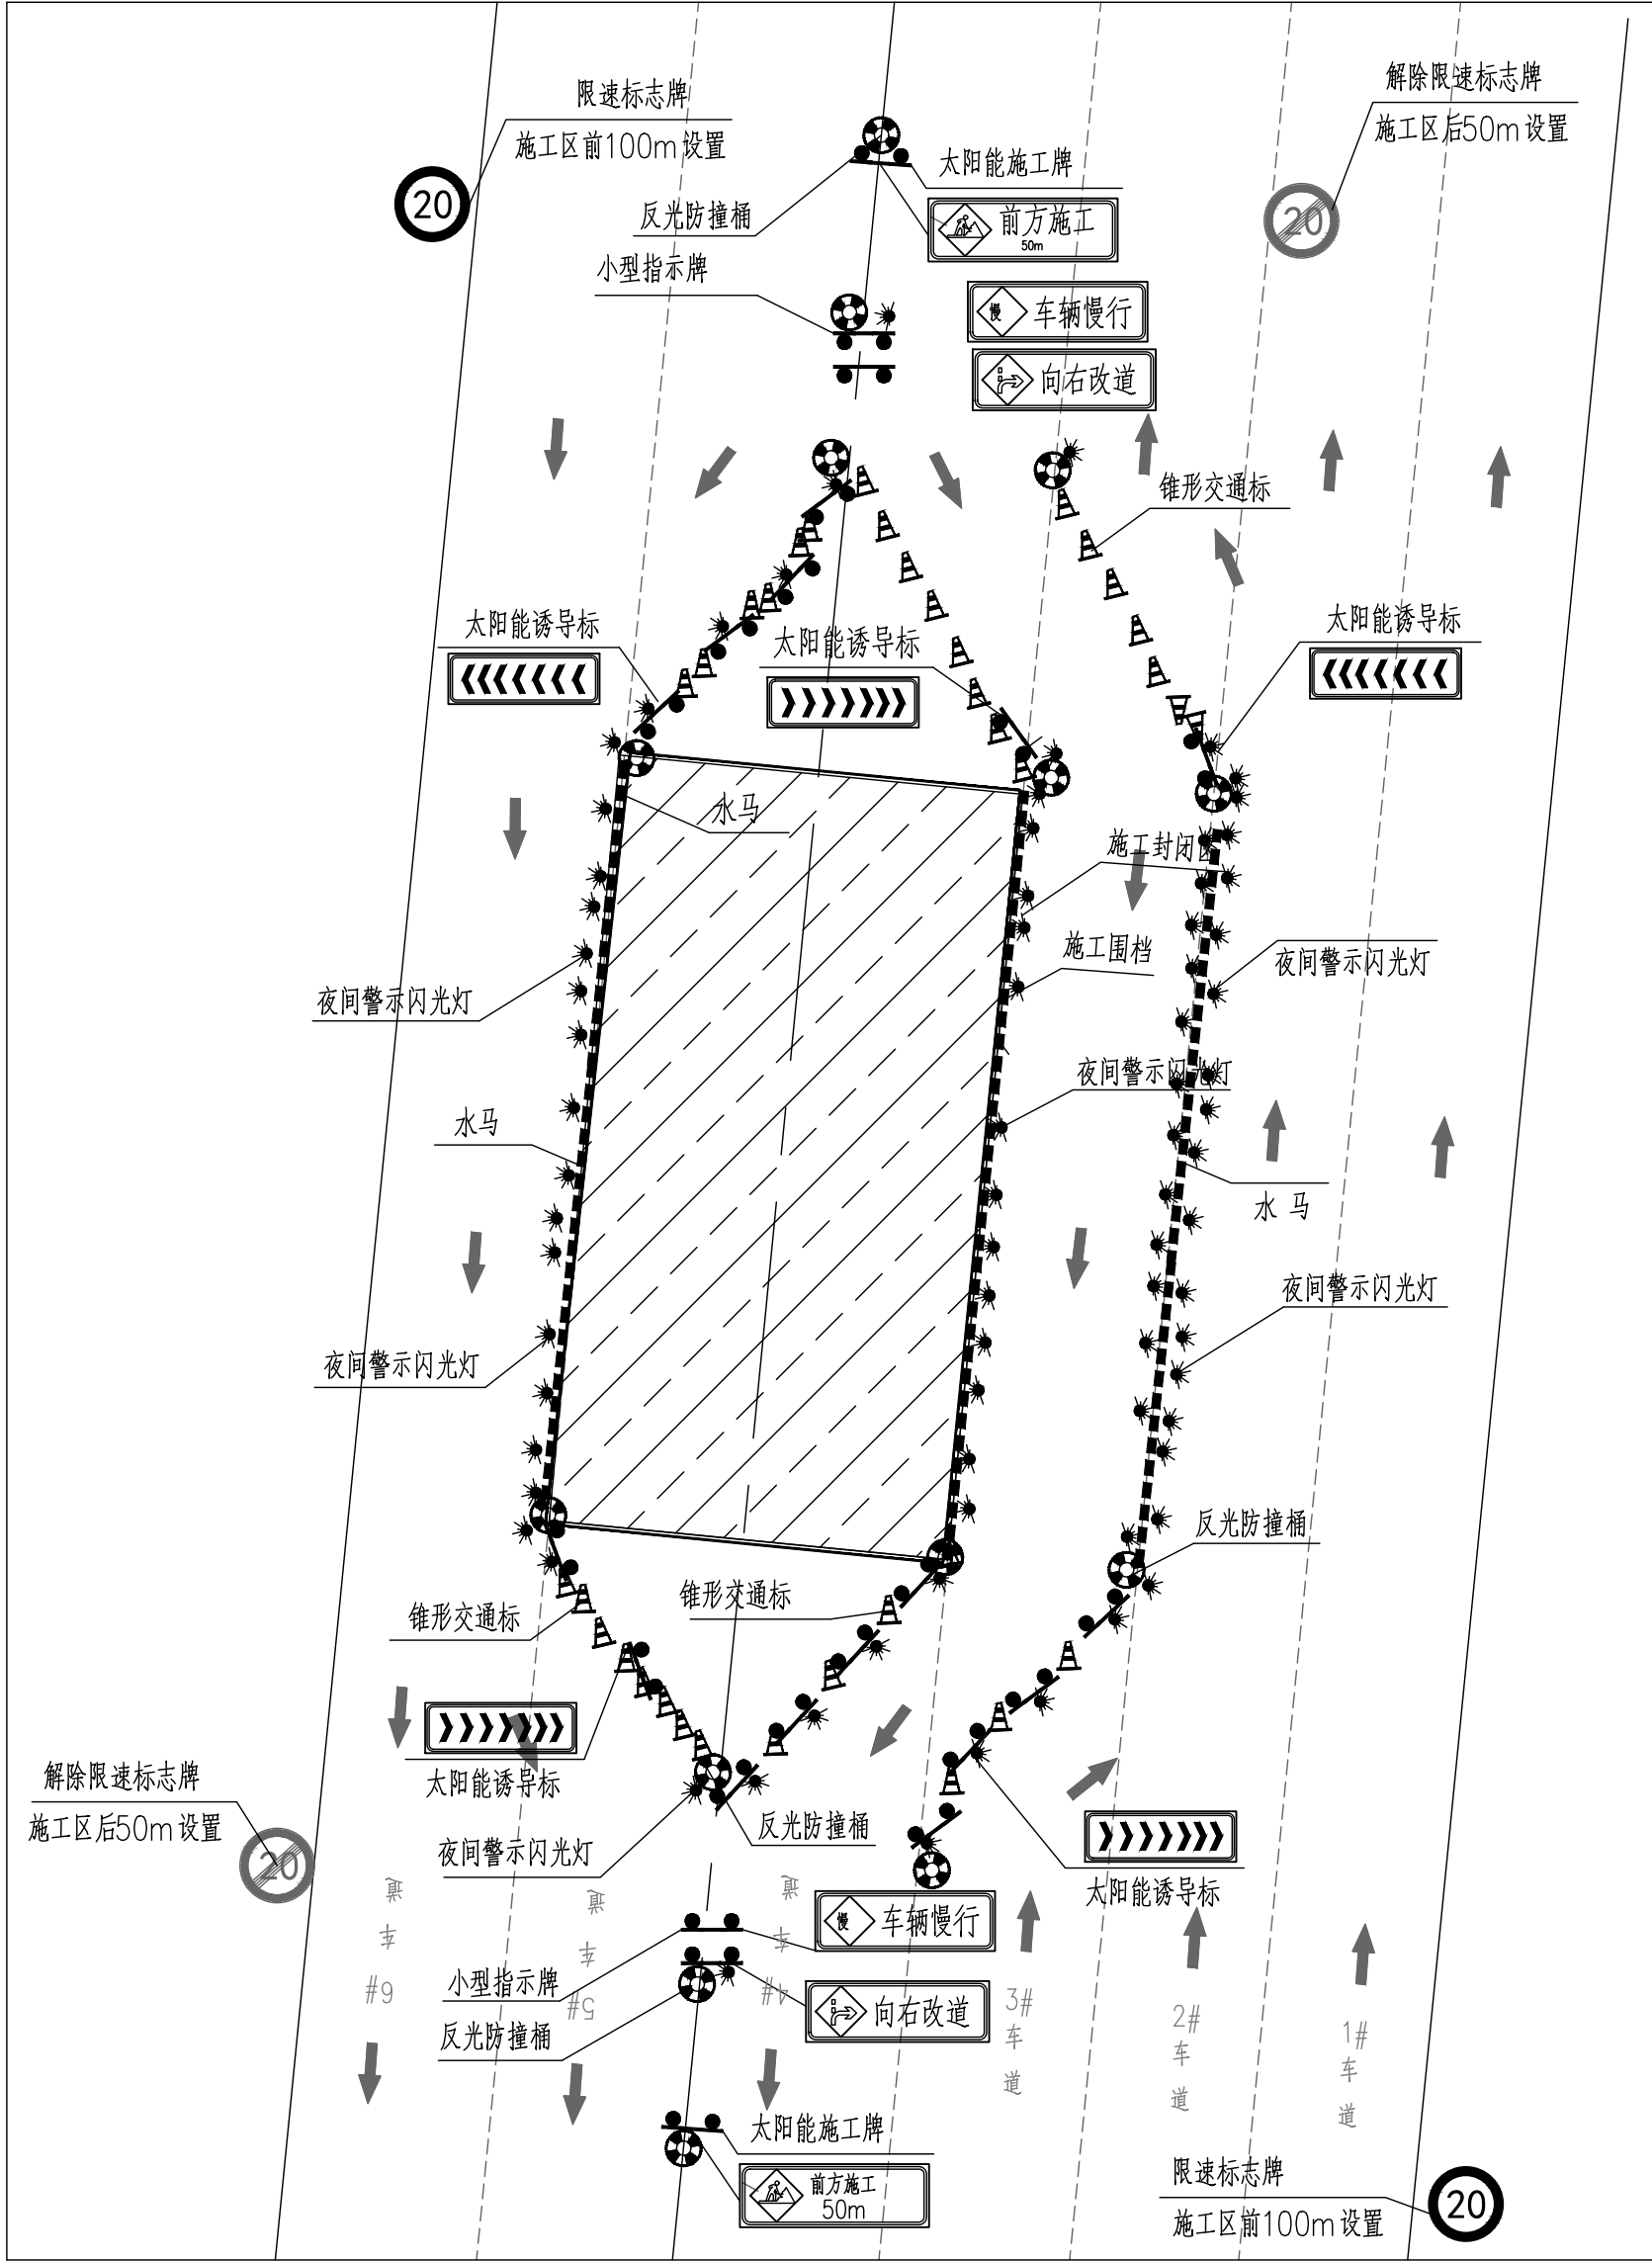 限速标志牌
施工区前100m设置
20
解除限速标志牌
施工区后50m设置
20
太阳能施工牌
反光防撞桶
前方施工
50m
小型指示牌
慢
车辆慢行
向右改道
锥形交通标
太阳能诱导标
太阳能诱导标
太阳能诱导标
水马
施工封闭区
施工围档
夜间警示闪光灯
夜间警示闪光灯
夜间警示闪光灯
水马
水 马
夜间警示闪光灯
夜间警示闪光灯
反光防撞桶
锥形交通标
锥形交通标
太阳能诱导标
解除限速标志牌
施工区后50m设置
20
反光防撞桶
夜间警示闪光灯
太阳能诱导标
慢
车辆慢行
小型指示牌
向右改道
反光防撞桶
6#车道
5#车道
4#车道
3#车道
2#车道
1#车道
太阳能施工牌
前方施工
50m
限速标志牌
施工区前100m设置
20